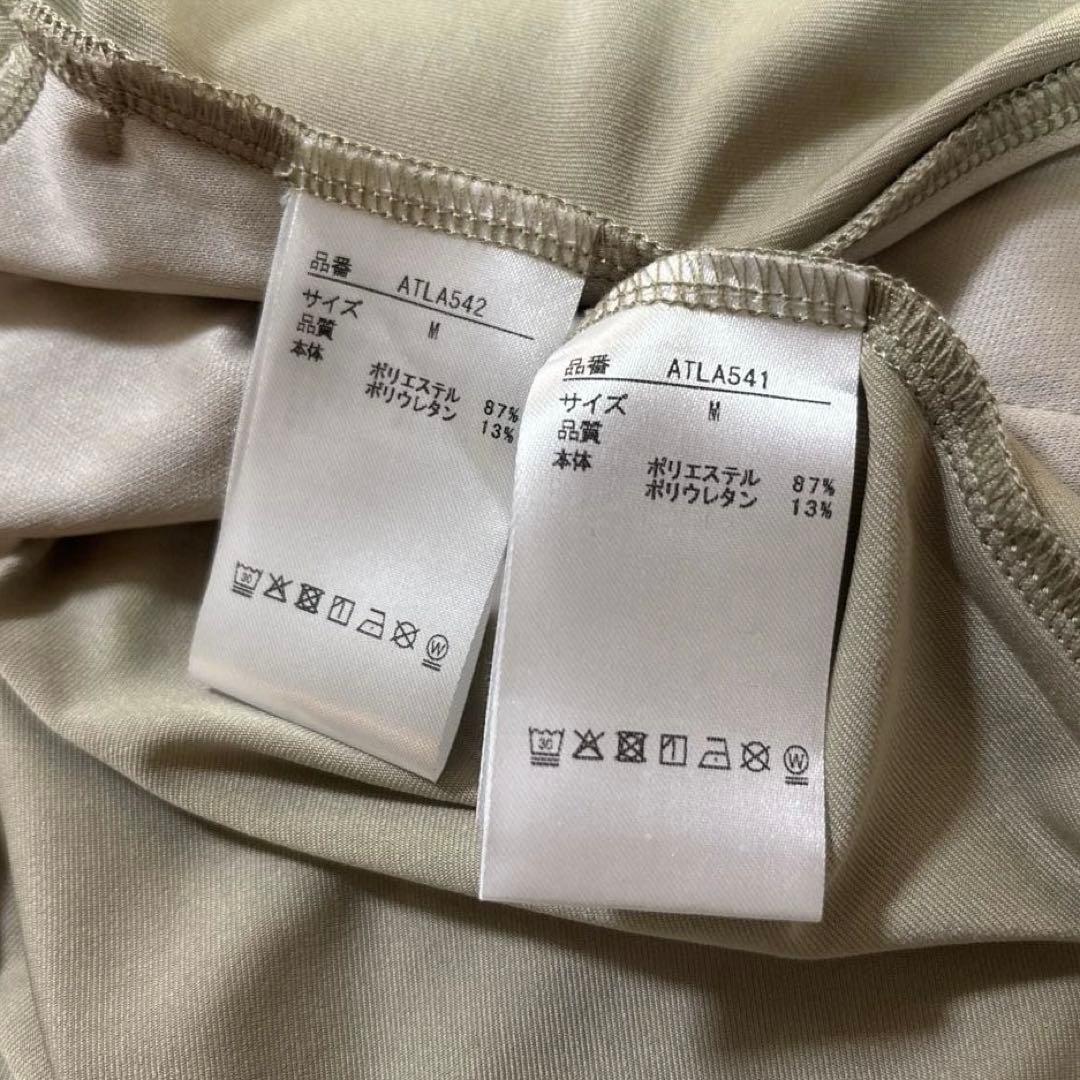 品番 ATLA542
サイズ M
品質
本体
ポリエステル 87%
ポリウレタン 13%
30
W
品番 ATLA541
サイズ M
品質
本体
ポリエステル 87%
ポリウレタン 13%
30
W